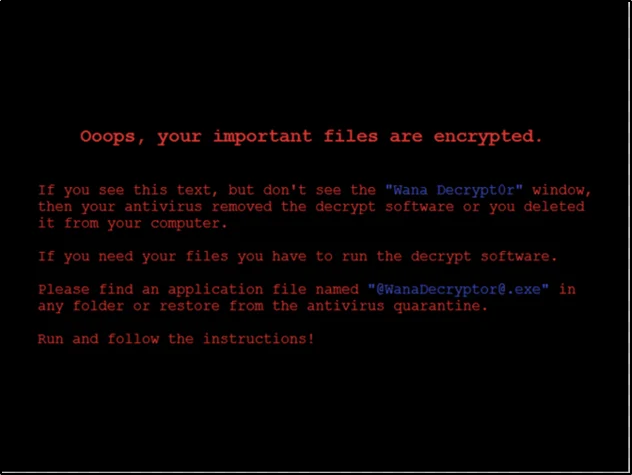 Ooops, your important files are encrypted.
If you see this text, but don't see the "Wana Decrypt0r" window,
then your antivirus removed the decrypt software or you deleted
it from your computer.
If you need your files you have to run the decrypt software.
Please find an application file named "@WanaDecryptor@.exe" in
any folder or restore from the antivirus quarantine.
Run and follow the instructions!